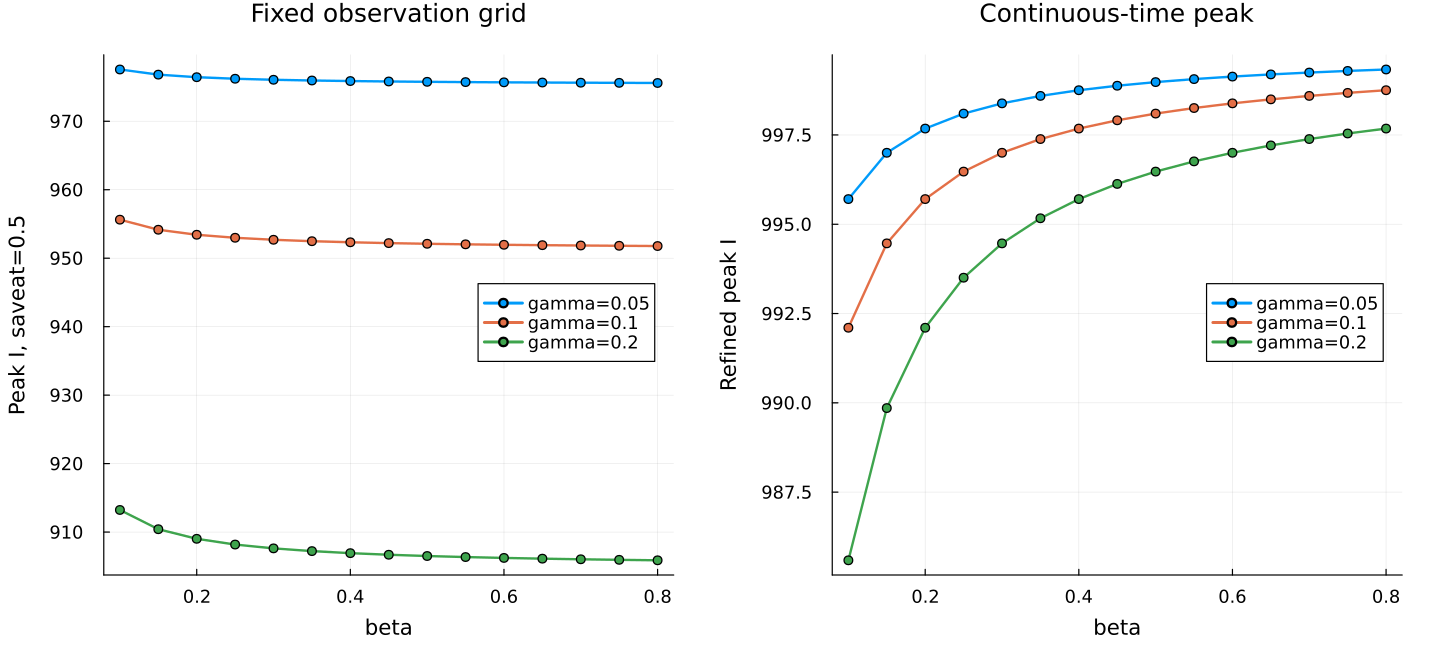 Fixed observation grid
Peak I, saveat=0.5
970
960
950
940
930
920
910
0.2
0.4
0.6
0.8
beta
gamma=0.05
gamma=0.1
gamma=0.2
Continuous-time peak
Refined peak I
997.5
995.0
992.5
990.0
987.5
0.2
0.4
0.6
0.8
beta
gamma=0.05
gamma=0.1
gamma=0.2